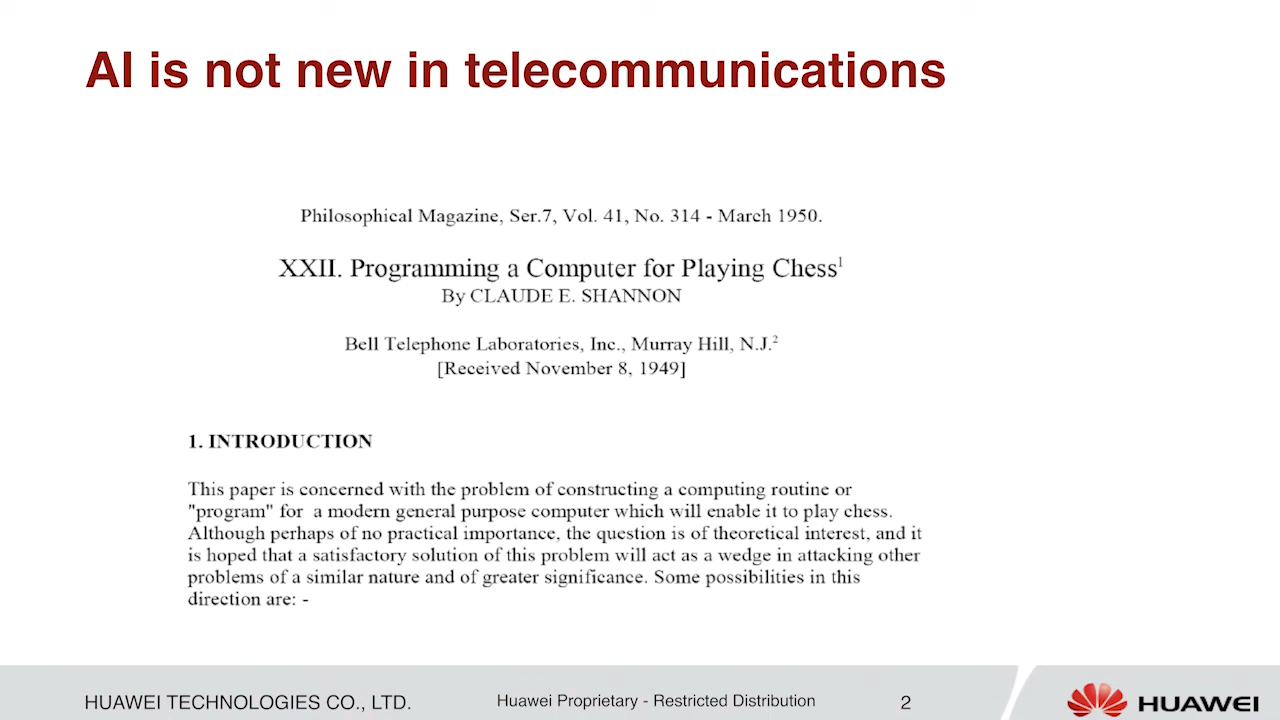 AI is not new in telecommunications
Philosophical Magazine, Ser.7, Vol. 41, No. 314 - March 1950.
XXII. Programming a Computer for Playing Chess¹
By CLAUDE E. SHANNON
Bell Telephone Laboratories, Inc., Murray Hill, N.J.²
[Received November 8, 1949]
1. INTRODUCTION
This paper is concerned with the problem of constructing a computing routine or
"program" for a modern general purpose computer which will enable it to play chess.
Although perhaps of no practical importance, the question is of theoretical interest, and it
is hoped that a satisfactory solution of this problem will act as a wedge in attacking other
problems of a similar nature and of greater significance. Some possibilities in this
direction are: -
HUAWEI TECHNOLOGIES CO., LTD.
Huawei Proprietary - Restricted Distribution
2
HUAWEI